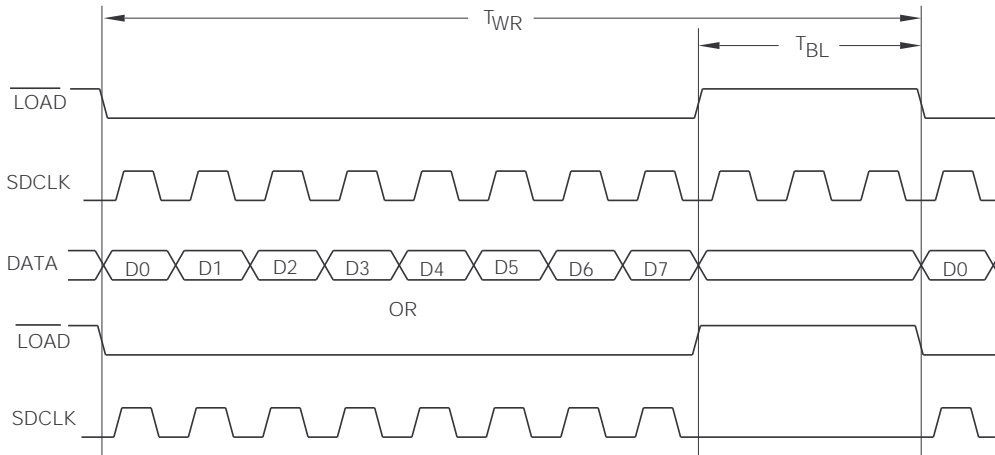 TWR
TBL
LOAD
SDCLK
DATA D0 D1 D2 D3 D4 D5 D6 D7 D0
OR
LOAD
SDCLK